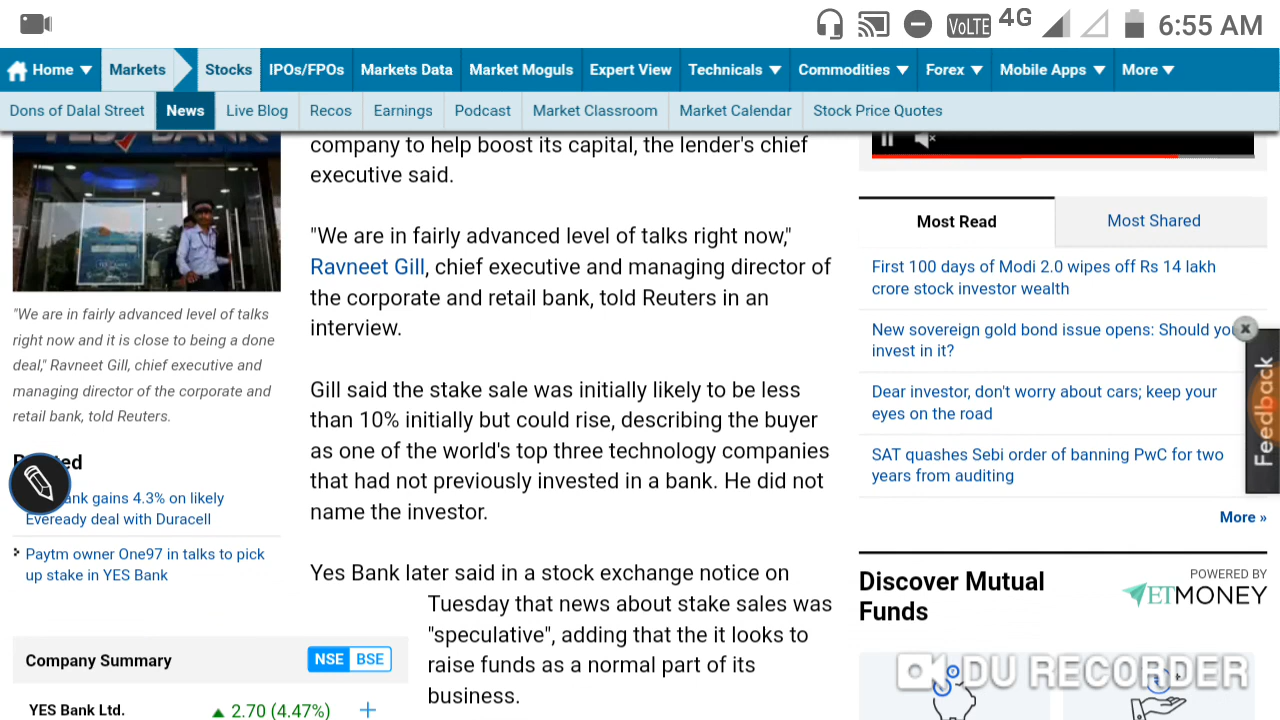 VoLTE 4G 6:55 AM
Home Markets Stocks IPOs/FPOs Markets Data Market Moguls Expert View Technicals Commodities Forex Mobile Apps More
Dons of Dalal Street News Live Blog Recos Earnings Podcast Market Classroom Market Calendar Stock Price Quotes
YES BANK
"We are in fairly advanced level of talks
right now and it is close to being a done
deal," Ravneet Gill, chief executive and
managing director of the corporate and
retail bank, told Reuters.
ank gains 4.3% on likely
Eveready deal with Duracell
Paytm owner One97 in talks to pick
up stake in YES Bank
Company Summary NSE BSE
YES Bank Ltd. 2.70 (4.47%)
company to help boost its capital, the lender's chief
executive said.
"We are in fairly advanced level of talks right now,"
Ravneet Gill, chief executive and managing director of
the corporate and retail bank, told Reuters in an
interview.
Gill said the stake sale was initially likely to be less
than 10% initially but could rise, describing the buyer
as one of the world's top three technology companies
that had not previously invested in a bank. He did not
name the investor.
Yes Bank later said in a stock exchange notice on
Tuesday that news about stake sales was
"speculative", adding that the it looks to
raise funds as a normal part of its
business.
Most Read Most Shared
First 100 days of Modi 2.0 wipes off Rs 14 lakh
crore stock investor wealth
New sovereign gold bond issue opens: Should yo
invest in it?
Dear investor, don't worry about cars; keep your
eyes on the road
SAT quashes Sebi order of banning PwC for two
years from auditing
More »
Discover Mutual
Funds
POWERED BY
ETMONEY
Feedback
DU RECORDER